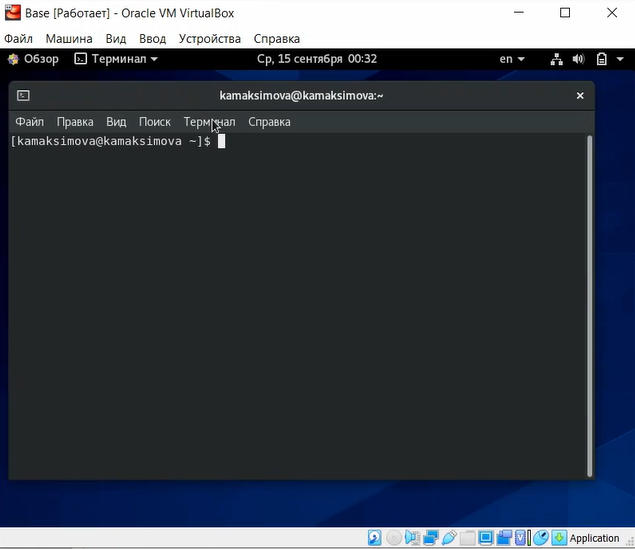 Base [Работает] - Oracle VM VirtualBox
Файл Машина Вид Ввод Устройства Справка
Обзор Терминал Ср, 15 сентября 00:32 en
kamaksimova@kamaksimova:~
Файл Правка Вид Поиск Терминал Справка
[kamaksimova@kamaksimova ~]$
Application